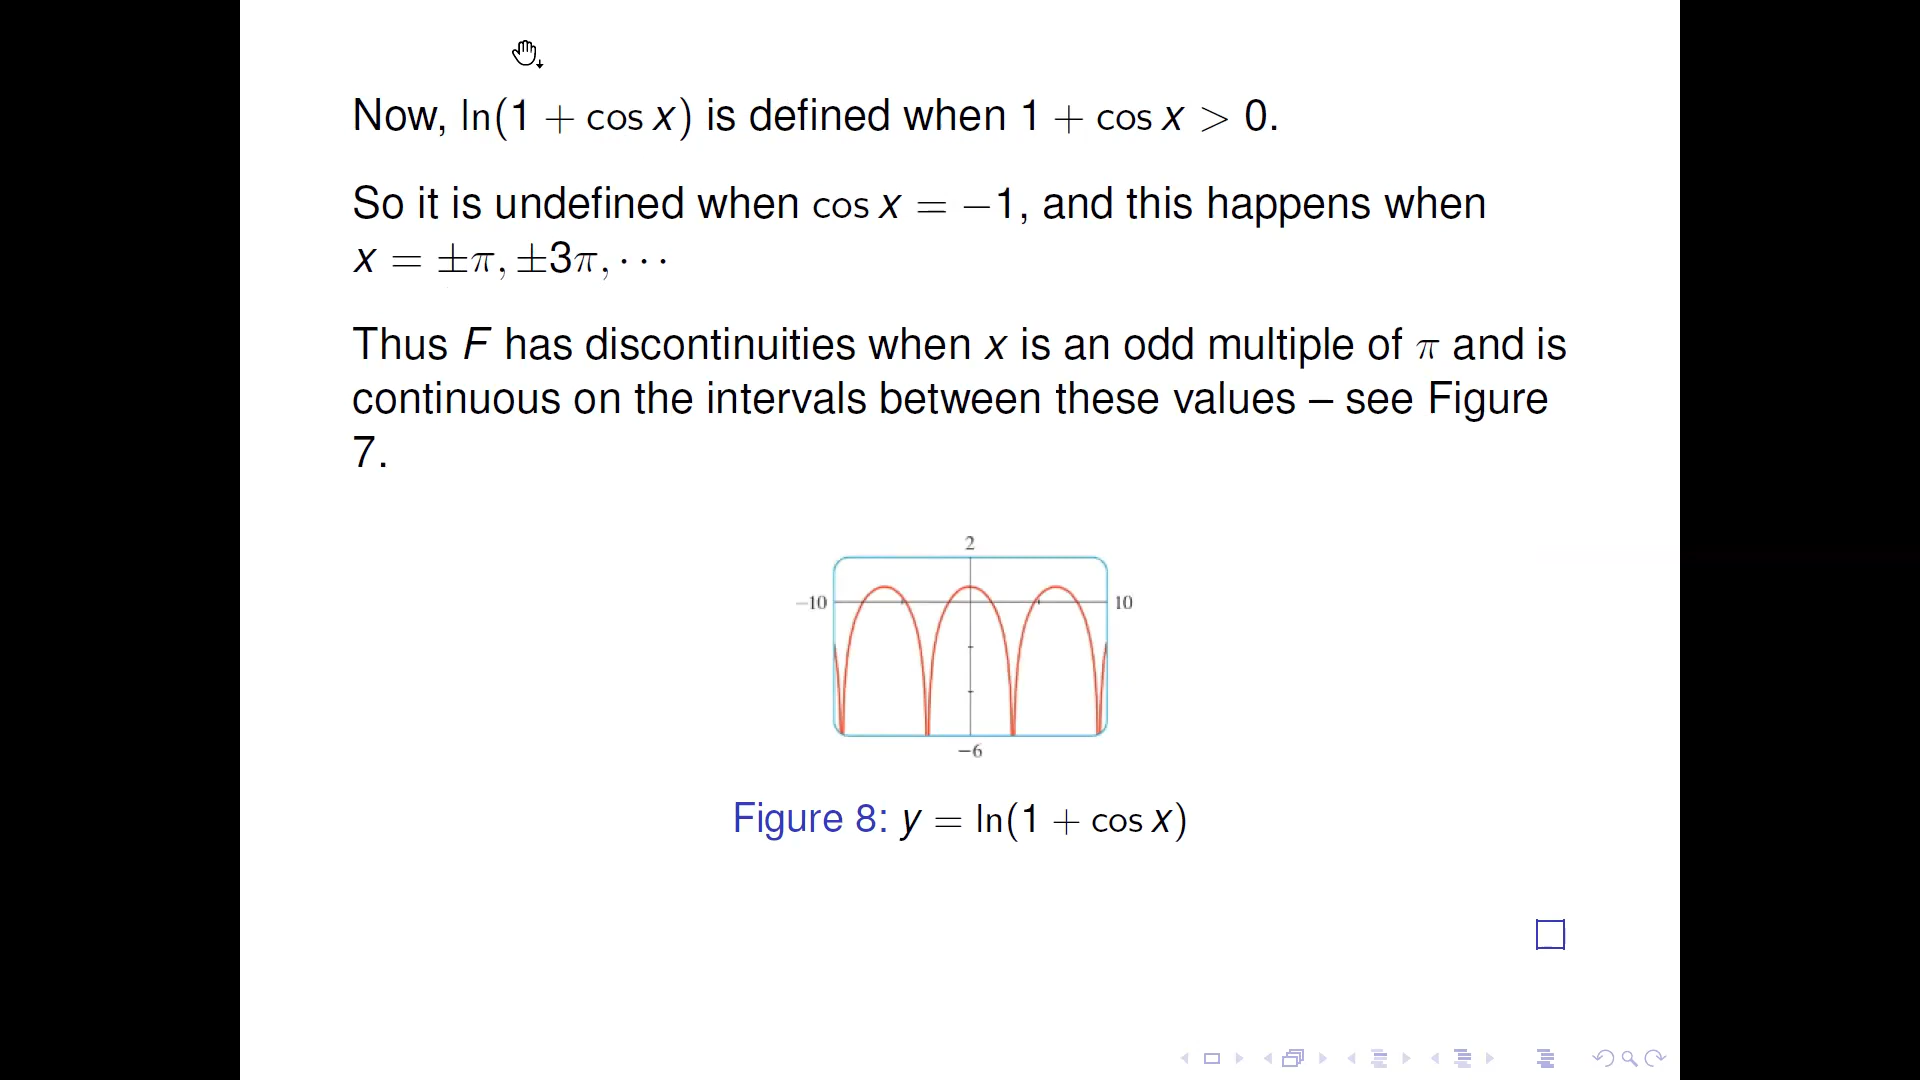 Now, ln(1 + cos x) is defined when 1 + cos x > 0.
So it is undefined when cos x = −1, and this happens when
x = ±π, ±3π, · · ·
Thus F has discontinuities when x is an odd multiple of π and is
continuous on the intervals between these values – see Figure
7.
2
−10
10
−6
Figure 8: y = ln(1 + cos x)